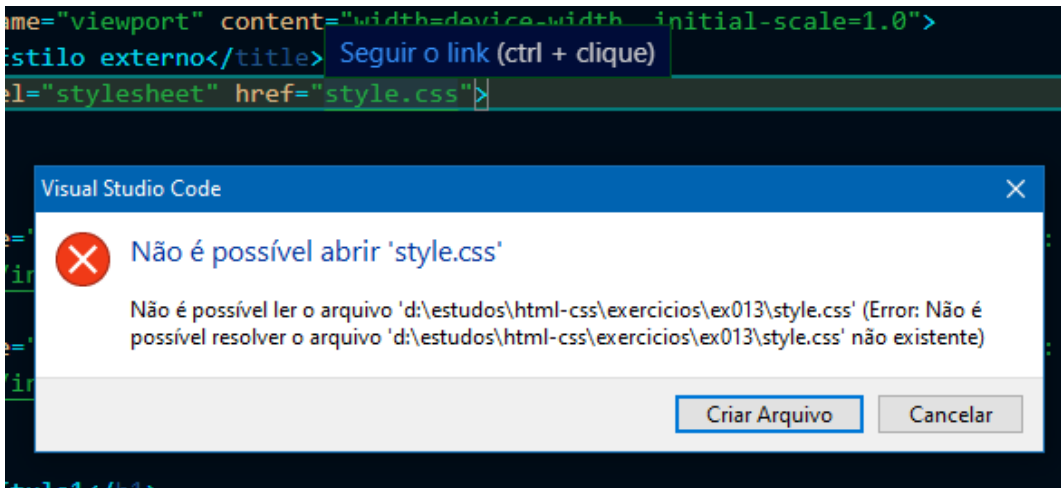 ame="viewport" content="width=device-width, initial-scale=1.0">
Estilo externo</title>
Seguir o link (ctrl + clique)
el="stylesheet" href="style.css">
Visual Studio Code
Não é possível abrir 'style.css'
Não é possível ler o arquivo 'd:\estudos\html-css\exercicios\ex013\style.css' (Error: Não é
possível resolver o arquivo 'd:\estudos\html-css\exercicios\ex013\style.css' não existente)
Criar Arquivo
Cancelar